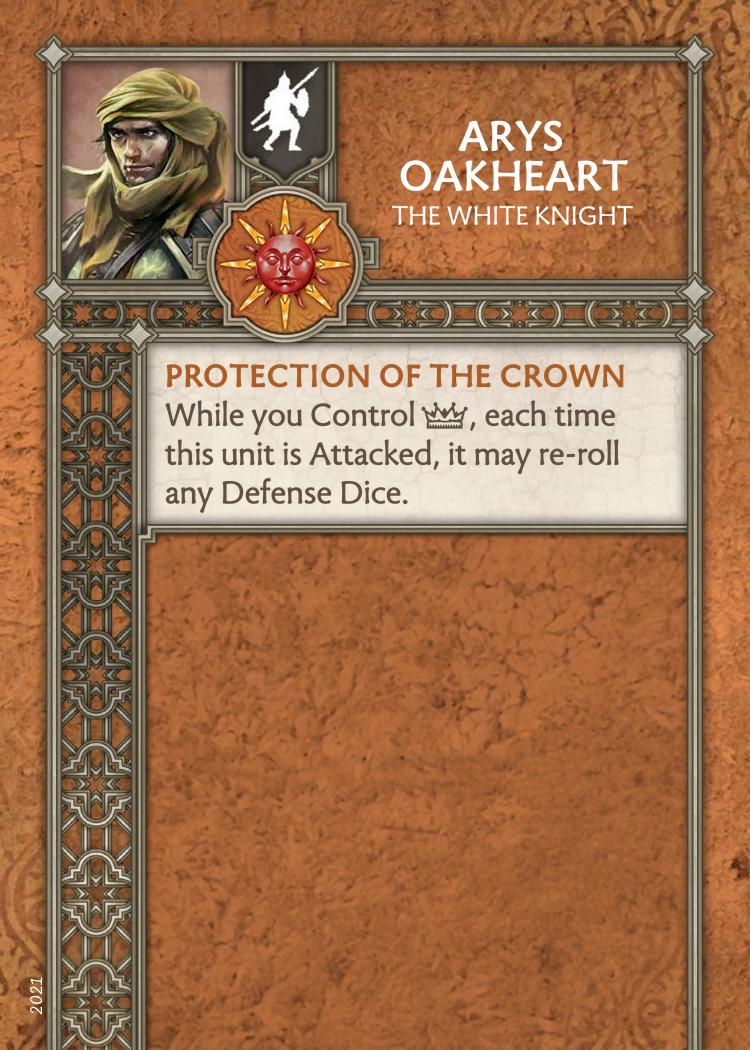 ARYS
OAKHEART
THE WHITE KNIGHT
PROTECTION OF THE CROWN
While you Control , each time
this unit is Attacked, it may re-roll
any Defense Dice.
2021